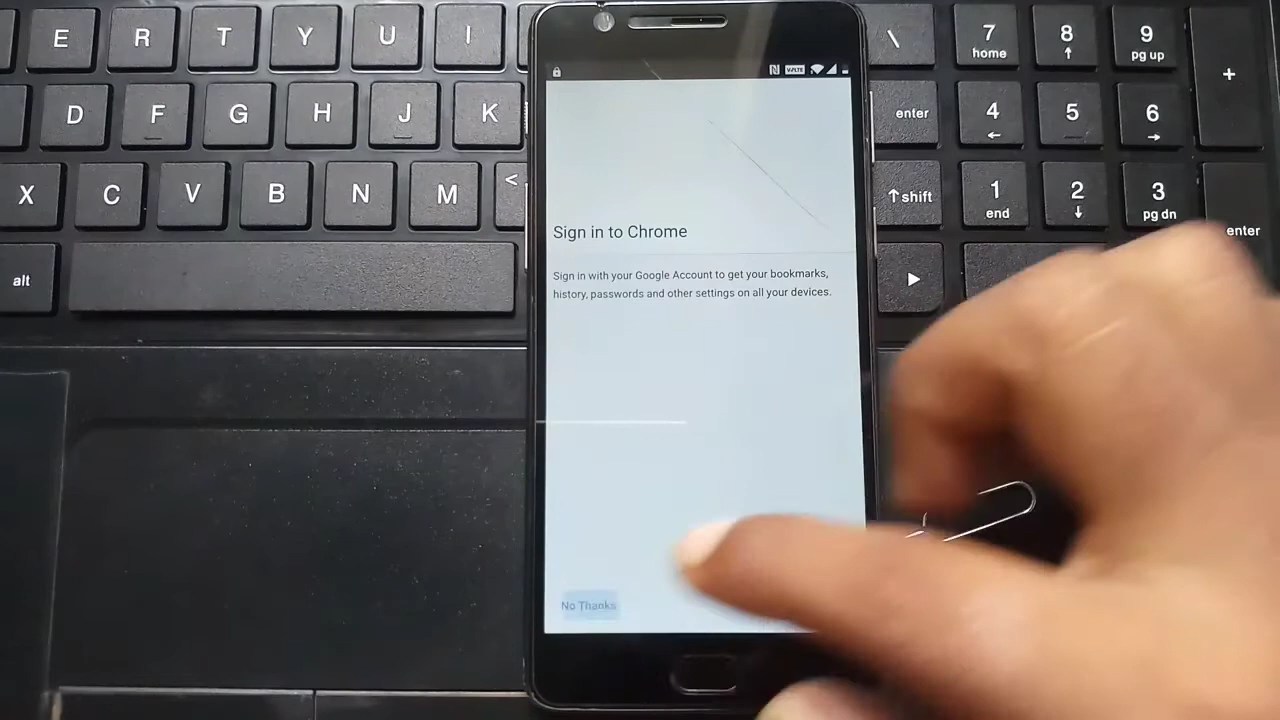 E R T Y U I
D F G H J K
X C V B N M <
alt
\ 7 8 9 +
home ↑ pg up
enter 4 5 6
← →
↑shift 1 2 3
end ↓ pg dn
enter
▶
VoLTE
Sign in to Chrome
Sign in with your Google Account to get your bookmarks,
history, passwords and other settings on all your devices.
No Thanks